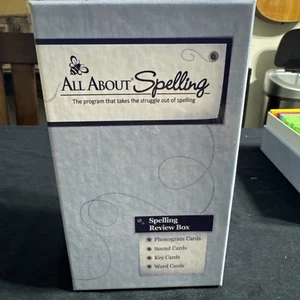 All About® Spelling
The program that takes the struggle out of spelling
Spelling
Review Box
Phonogram Cards
Sound Cards
Key Cards
Word Cards